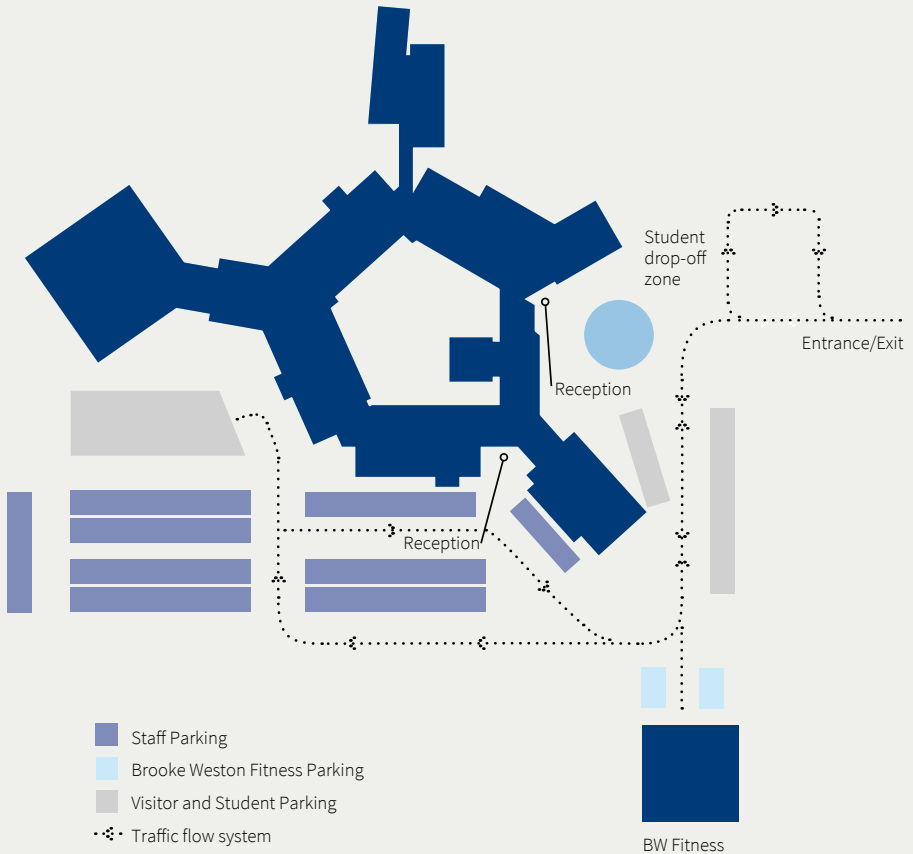 Student
drop-off
zone
Entrance/Exit
Reception
Reception
Staff Parking
Brooke Weston Fitness Parking
Visitor and Student Parking
Traffic flow system
BW Fitness